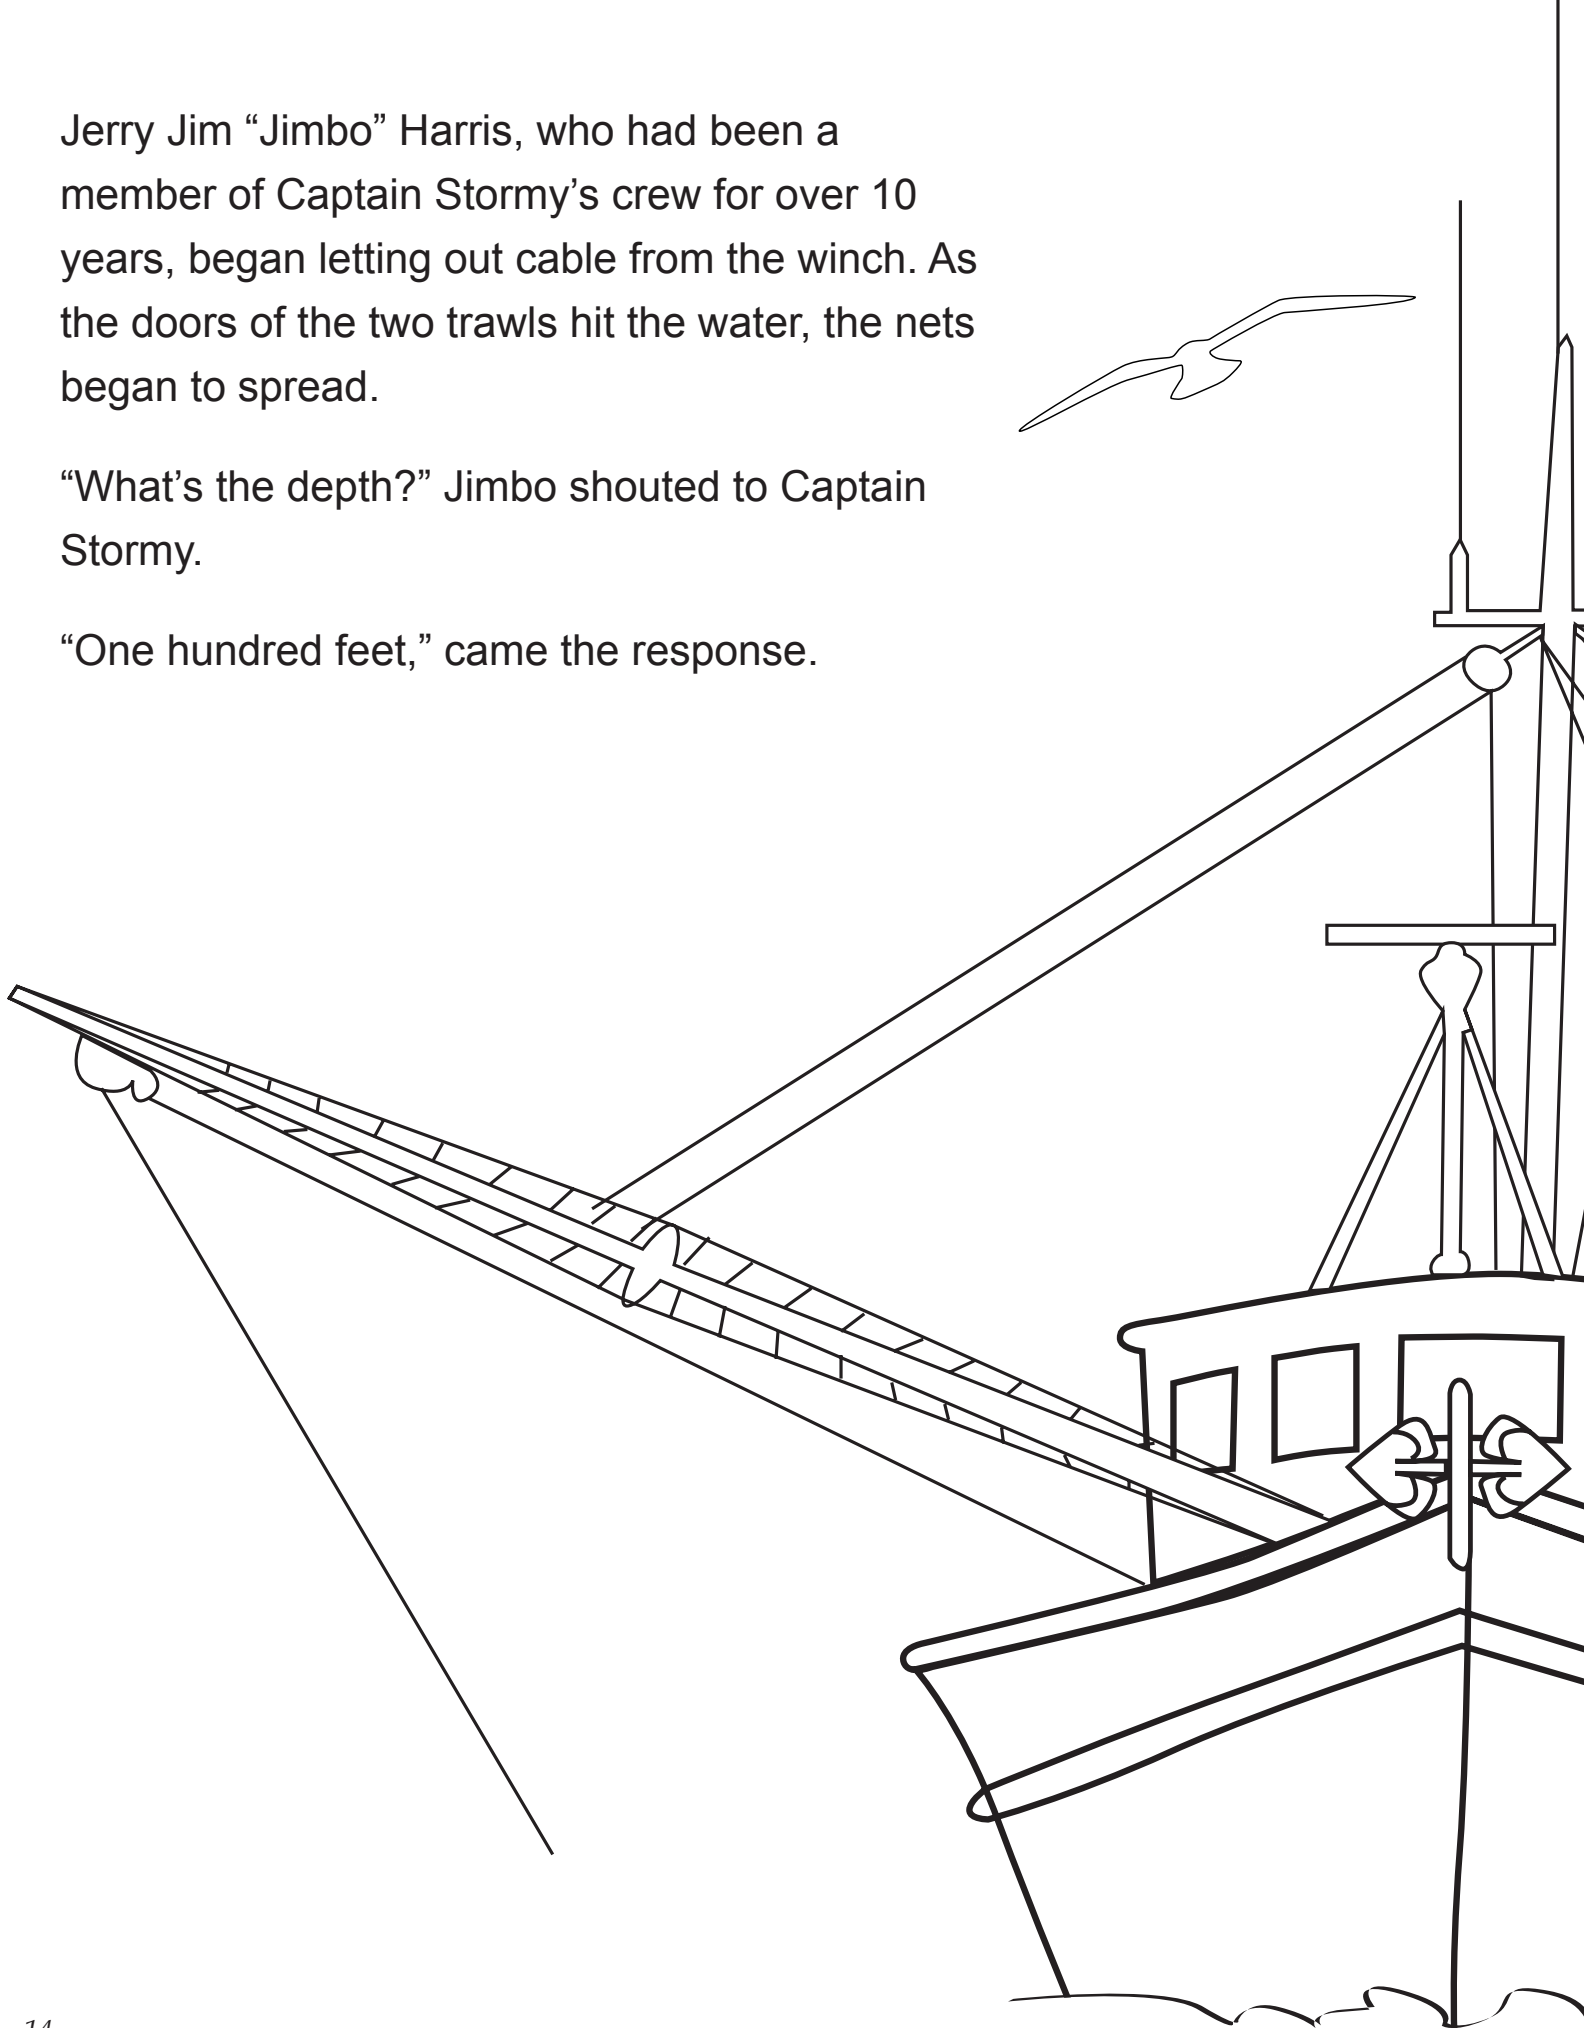 Jerry Jim “Jimbo” Harris, who had been a
member of Captain Stormy’s crew for over 10
years, began letting out cable from the winch. As
the doors of the two trawls hit the water, the nets
began to spread.
“What’s the depth?” Jimbo shouted to Captain
Stormy.
“One hundred feet,” came the response.
14